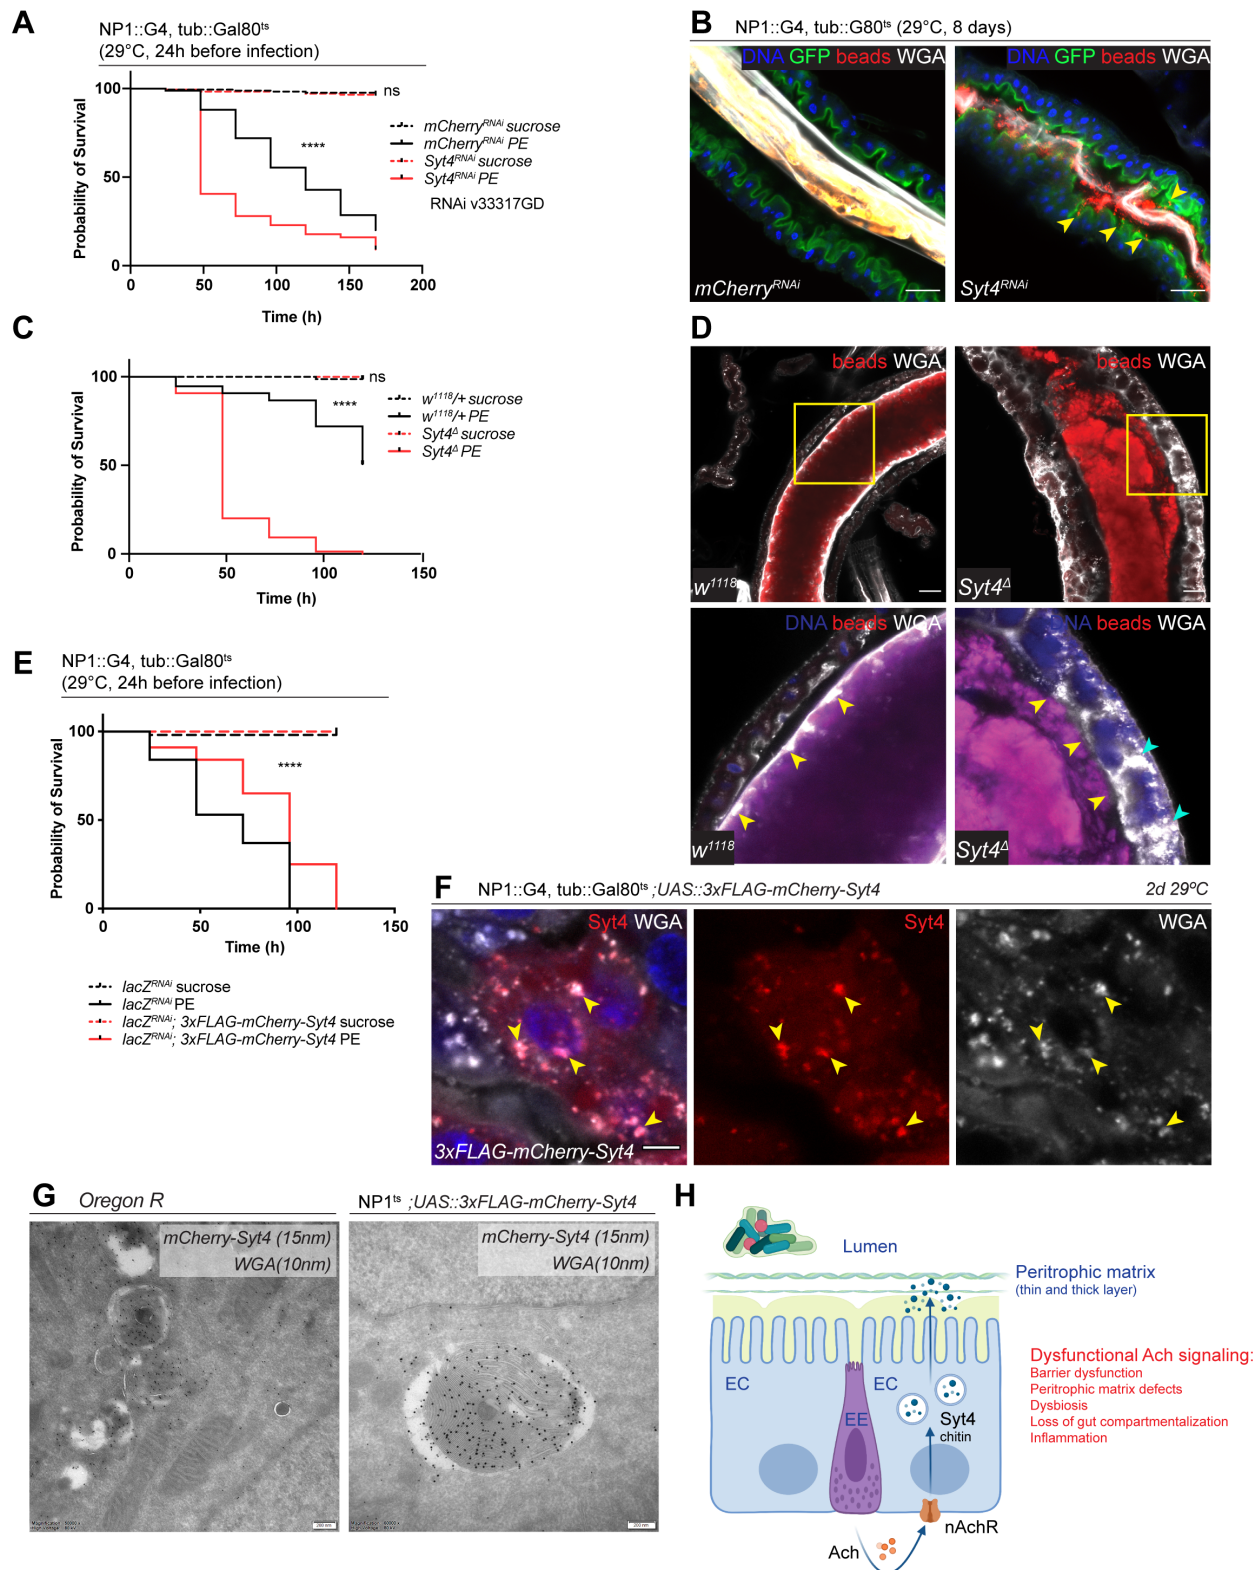 A
NP1::G4, tub::Gal80ts
(29°C, 24h before infection)
Probability of Survival
100
50
0
0
50
100
150
200
Time (h)
ns
****
mCherryRNAi sucrose
mCherryRNAi PE
Syt4RNAi sucrose
Syt4RNAi PE
RNAi v33317GD
B
NP1::G4, tub::G80ts (29°C, 8 days)
DNA GFP beads WGA
mCherryRNAi
DNA GFP beads WGA
Syt4RNAi
C
Probability of Survival
100
50
0
0
50
100
150
Time (h)
ns
****
w1118/+ sucrose
w1118/+ PE
Syt4Δ sucrose
Syt4Δ PE
D
beads WGA
w1118
beads WGA
Syt4Δ
DNA beads WGA
w1118
DNA beads WGA
Syt4Δ
E
NP1::G4, tub::Gal80ts
(29°C, 24h before infection)
Probability of Survival
100
50
0
0
50
100
150
Time (h)
****
lacZRNAi sucrose
lacZRNAi PE
lacZRNAi; 3xFLAG-mCherry-Syt4 sucrose
lacZRNAi; 3xFLAG-mCherry-Syt4 PE
F
NP1::G4, tub::Gal80ts ;UAS::3xFLAG-mCherry-Syt4
2d 29ºC
Syt4 WGA
3xFLAG-mCherry-Syt4
Syt4
WGA
G
Oregon R
mCherry-Syt4 (15nm)
WGA(10nm)
200 nm
NP1ts ;UAS::3xFLAG-mCherry-Syt4
mCherry-Syt4 (15nm)
WGA(10nm)
200 nm
H
Lumen
Peritrophic matrix
(thin and thick layer)
EC
EE
EC
Syt4
chitin
nAchR
Ach
Dysfunctional Ach signaling:
Barrier dysfunction
Peritrophic matrix defects
Dysbiosis
Loss of gut compartmentalization
Inflammation